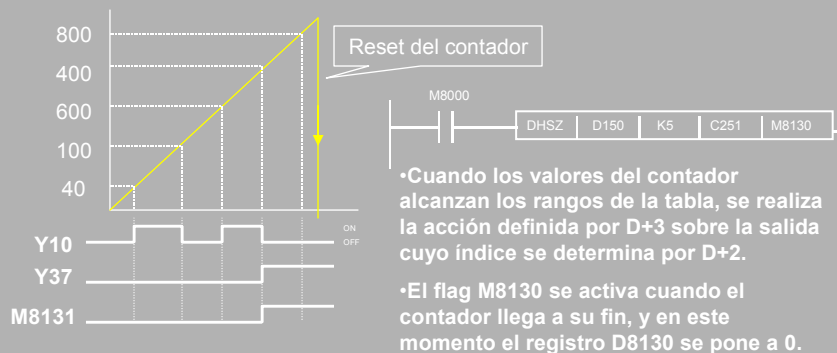 800
400
600
100
40
Reset del contador
Y10
ON
OFF
Y37
M8131
M8000
DHSZ D150 K5 C251 M8130
•Cuando los valores del contador
alcanzan los rangos de la tabla, se realiza
la acción definida por D+3 sobre la salida
cuyo índice se determina por D+2.
•El flag M8130 se activa cuando el
contador llega a su fin, y en este
momento el registro D8130 se pone a 0.